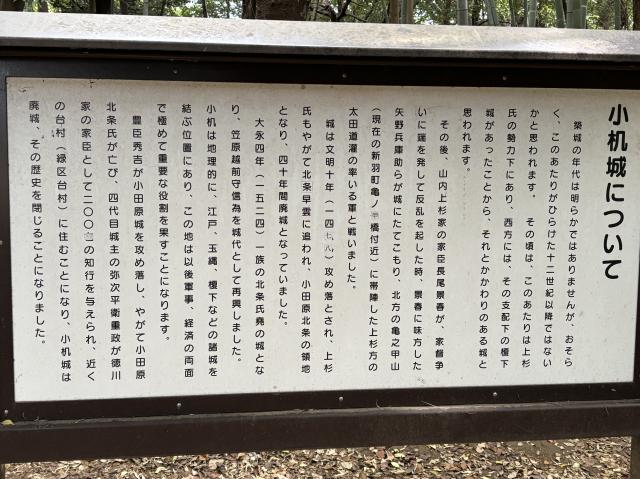 小机城について
築城の年代は明らかではありませんが、おそら
く、このあたりがひらけた十二世紀以降ではない
かと思われます。 その頃は、このあたりは上杉
氏の勢力下にあり、西方には、その支配下の榎下
城があったことから、それとかかわりのある城と
思われます。
その後、山内上杉家の家臣長尾景春が、家督争
いに端を発して反乱を起した時、景春に味方した
矢野兵庫助らが城にたてこもり、北方の亀之甲山
(現在の新羽町亀ノ甲橋付近)に帯陣した上杉方の
太田道灌の率いる軍と戦いました。
城は文明十年(一四七八)攻め落とされ、上杉
氏もやがて北条早雲に追われ、小田原北条の領地
となり、四十年間廃城となっていました。
大永四年(一五二四)一族の北条氏堯の城とな
り、笠原越前守信為を城代として再興しました。
小机は地理的に、江戸、玉縄、榎下などの諸城を
結ぶ位置にあり、この地は以後軍事、経済の両面
で極めて重要な役割を果すことになります。
豊臣秀吉が小田原城を攻め落し、やがて小田原
北条氏が亡び、四代目城主の弥次平衛重政が徳川
家の家臣として二〇〇石の知行を与えられ、近く
の台村(緑区台村)に住むことになり、小机城は
廃城、その歴史を閉じることになりました。